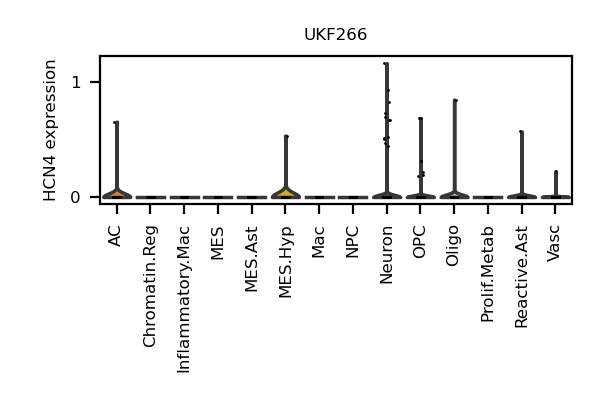 UKF266
HCN4 expression
1
0
AC
Chromatin.Reg
Inflammatory.Mac
MES
MES.Ast
MES.Hyp
Mac
NPC
Neuron
OPC
Oligo
Prolif.Metab
Reactive.Ast
Vasc